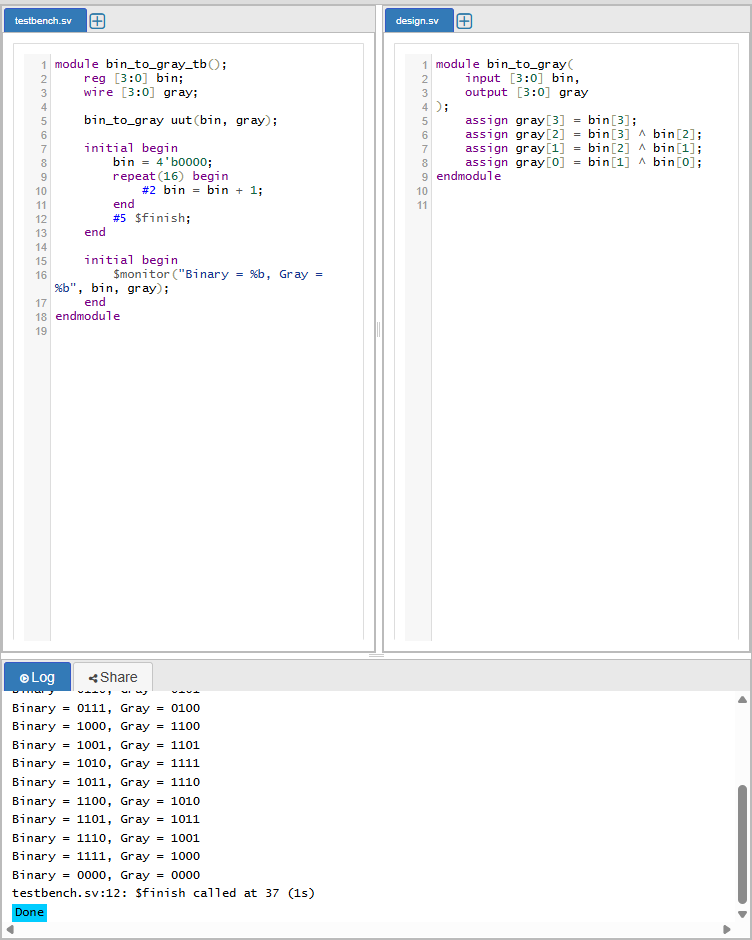 testbench.sv
1 module bin_to_gray_tb();
2 reg [3:0] bin;
3 wire [3:0] gray;
4
5 bin_to_gray uut(bin, gray);
6
7 initial begin
8 bin = 4'b0000;
9 repeat(16) begin
10 #2 bin = bin + 1;
11 end
12 #5 $finish;
13 end
14
15 initial begin
16 $monitor("Binary = %b, Gray =
%b", bin, gray);
17 end
18 endmodule
19
design.sv
1 module bin_to_gray(
2 input [3:0] bin,
3 output [3:0] gray
4 );
5 assign gray[3] = bin[3];
6 assign gray[2] = bin[3] ^ bin[2];
7 assign gray[1] = bin[2] ^ bin[1];
8 assign gray[0] = bin[1] ^ bin[0];
9 endmodule
10
11
Log Share
Binary = 0110, Gray = 0101
Binary = 0111, Gray = 0100
Binary = 1000, Gray = 1100
Binary = 1001, Gray = 1101
Binary = 1010, Gray = 1111
Binary = 1011, Gray = 1110
Binary = 1100, Gray = 1010
Binary = 1101, Gray = 1011
Binary = 1110, Gray = 1001
Binary = 1111, Gray = 1000
Binary = 0000, Gray = 0000
testbench.sv:12: $finish called at 37 (1s)
Done